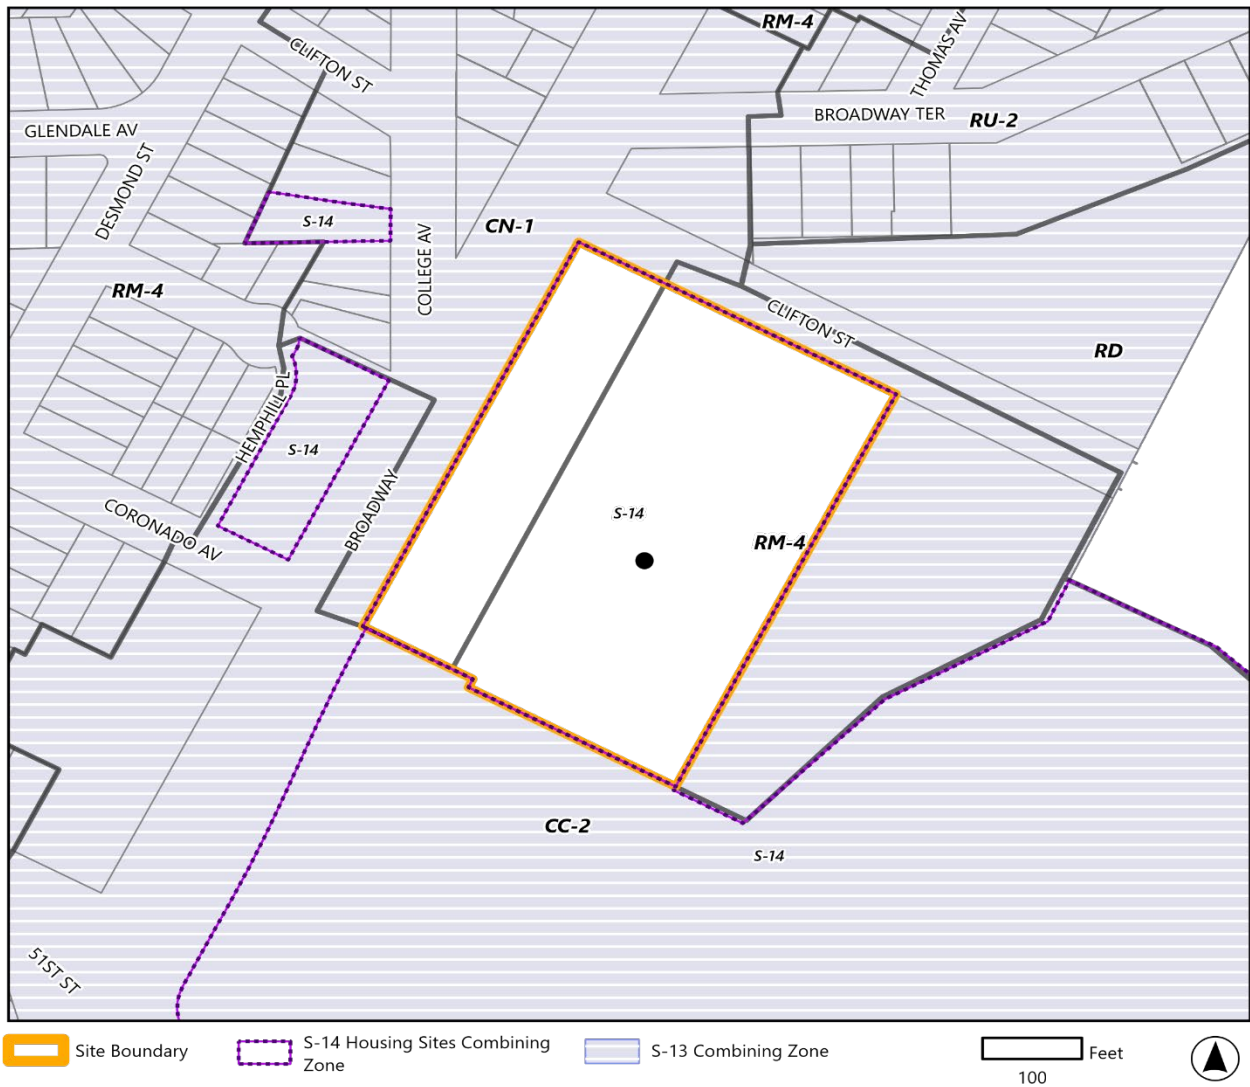 RM-4
CLIFTON ST
THOMAS AV
BROADWAY TER
RU-2
GLENDALE AV
DESMOND ST
S-14
CN-1
COLLEGE AV
RM-4
CLIFTON ST
RD
HEMPHILL PL
S-14
BROADWAY
CORONADO AV
S-14
RM-4
CC-2
S-14
51ST ST
Site Boundary
S-14 Housing Sites Combining
Zone
S-13 Combining Zone
Feet
100